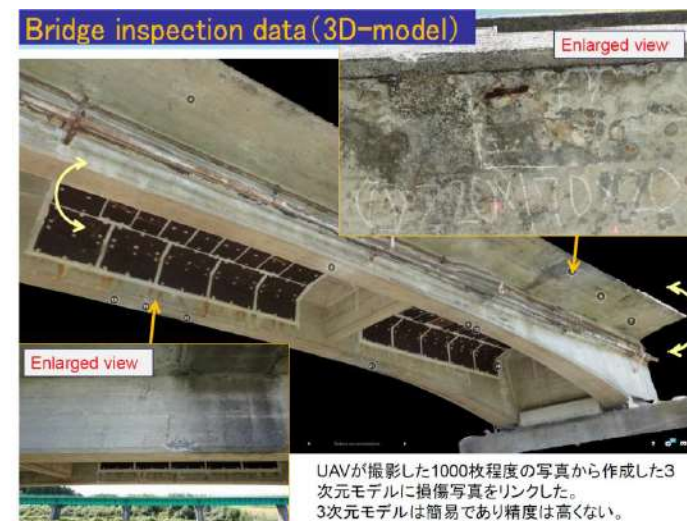 Bridge inspection data(3D-model)
Enlarged view
220×170×20
Enlarged view
UAVが撮影した1000枚程度の写真から作成した3
次元モデルに損傷写真をリンクした。
3次元モデルは簡易であり精度は高くない。